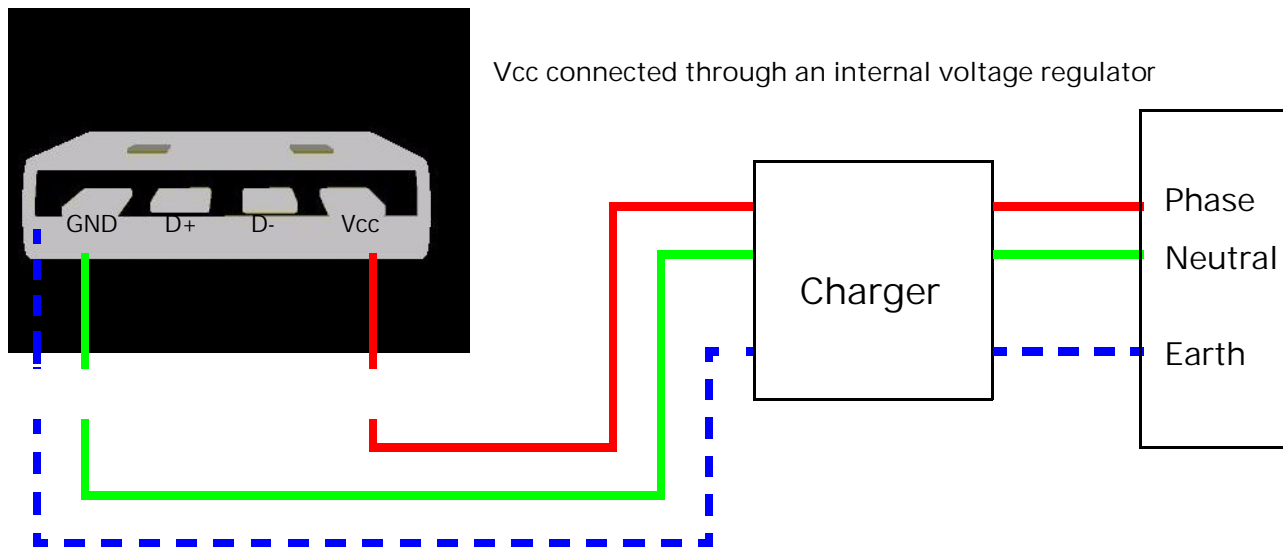 Vcc connected through an internal voltage regulator
GND D+ D- Vcc
Phase
Neutral
Charger
Earth